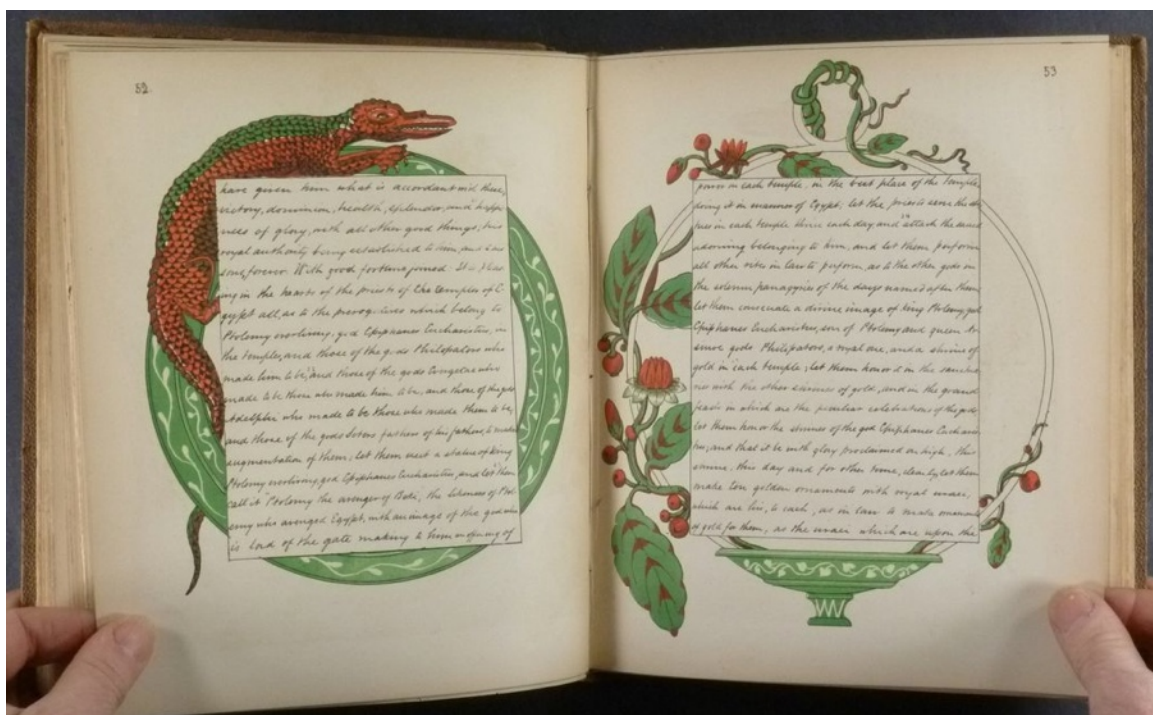 52.
have given him what is accordant with these,
victory, dominion, health, splendor, and happi
ness of glory, with all other good things, his
royal authority being established to him, and his
sons forever. With good fortune joined. It is pleas
ing in the hearts of the priests of the temples of E-
gypt all, as to the prerogatives which belong to
Ptolemy everliving, god Epiphanes Eucharistus, in
the temples, and those of the gods Philopators who
made him to be, and those of the gods Euergetae who
made to be those who made him to be, and those of the gods
Adelphi who made to be those who made them to be,
and those of the gods Soters fathers of his fathers, to make
augmentation of them; let them erect a statue of king
Ptolemy everliving, god Epiphanes Eucharistus, and let them
call it Ptolemy the avenger of Beki, the likeness of Ptol-
emy who avenged Egypt, with an image of the god who
is lord of the gate making to him an offering of
53
power in each temple, in the best place of the temple,
doing it in manner of Egypt; let the priests serve the sta
tues in each temple thrice each day and attach the sacred
adorning belonging to him, and let them perform
all other rites in law to perform, as to the other gods in
the solemn panagyries of the days named after them
let them consecrate a divine image of king Ptolemy, god
Epiphanes Eucharistus, son of Ptolemy and queen Ar
sinoe gods Philopators, a royal one, and a shrine of
gold in each temple; let them honor it in the sanctua
ries with the other shrines of gold, and in the grand
feasts in which are the peculiar celebrations of the gods
let them honor the shrines of the god Epiphanes Eucharis
tus; and that it be with glory proclaimed on high, this
shrine, this day and for other time, clearly, let them
make ten golden ornaments with royal uraei,
which are to each, as in law to make ornaments
of gold for them, as the uraei which are upon the